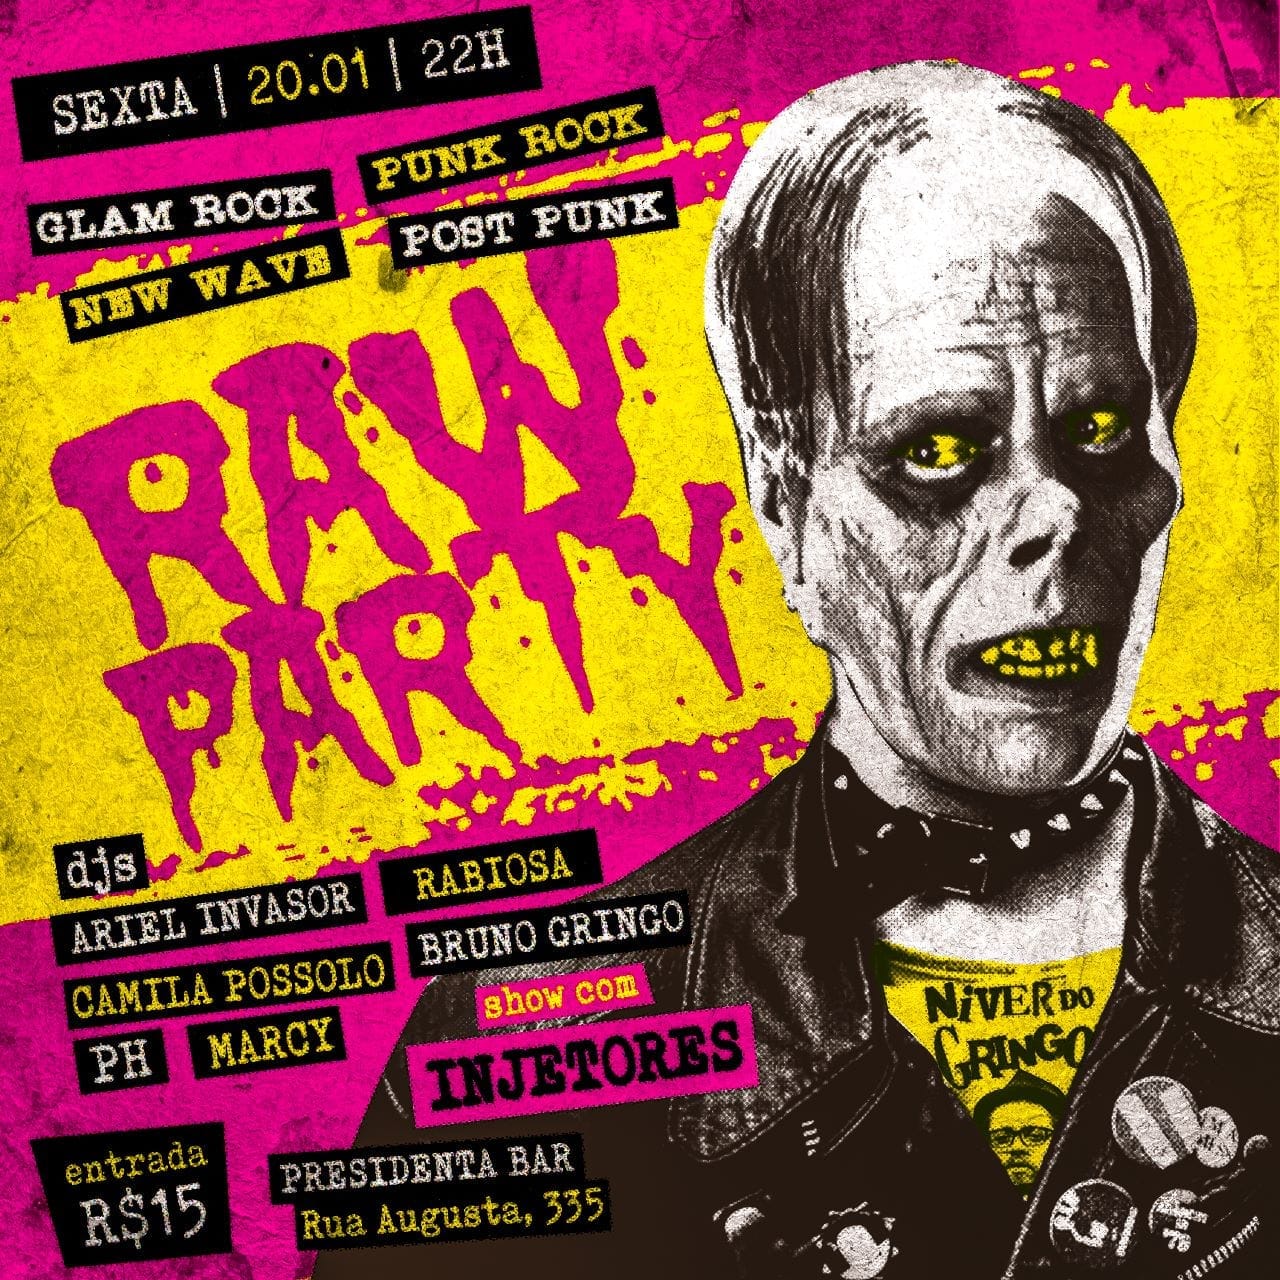 SEXTA | 20.01 | 22H
GLAM ROCK
PUNK ROCK
NEW WAVE
POST PUNK
RAW
PARTY
djs
ARIEL INVASOR
RABIOSA
CAMILA POSSOLO
BRUNO GRINGO
PH
MARCY
show com
INJETORES
NiVER DO
GRINGO
entrada
R$15
PRESIDENTA BAR
Rua Augusta, 335